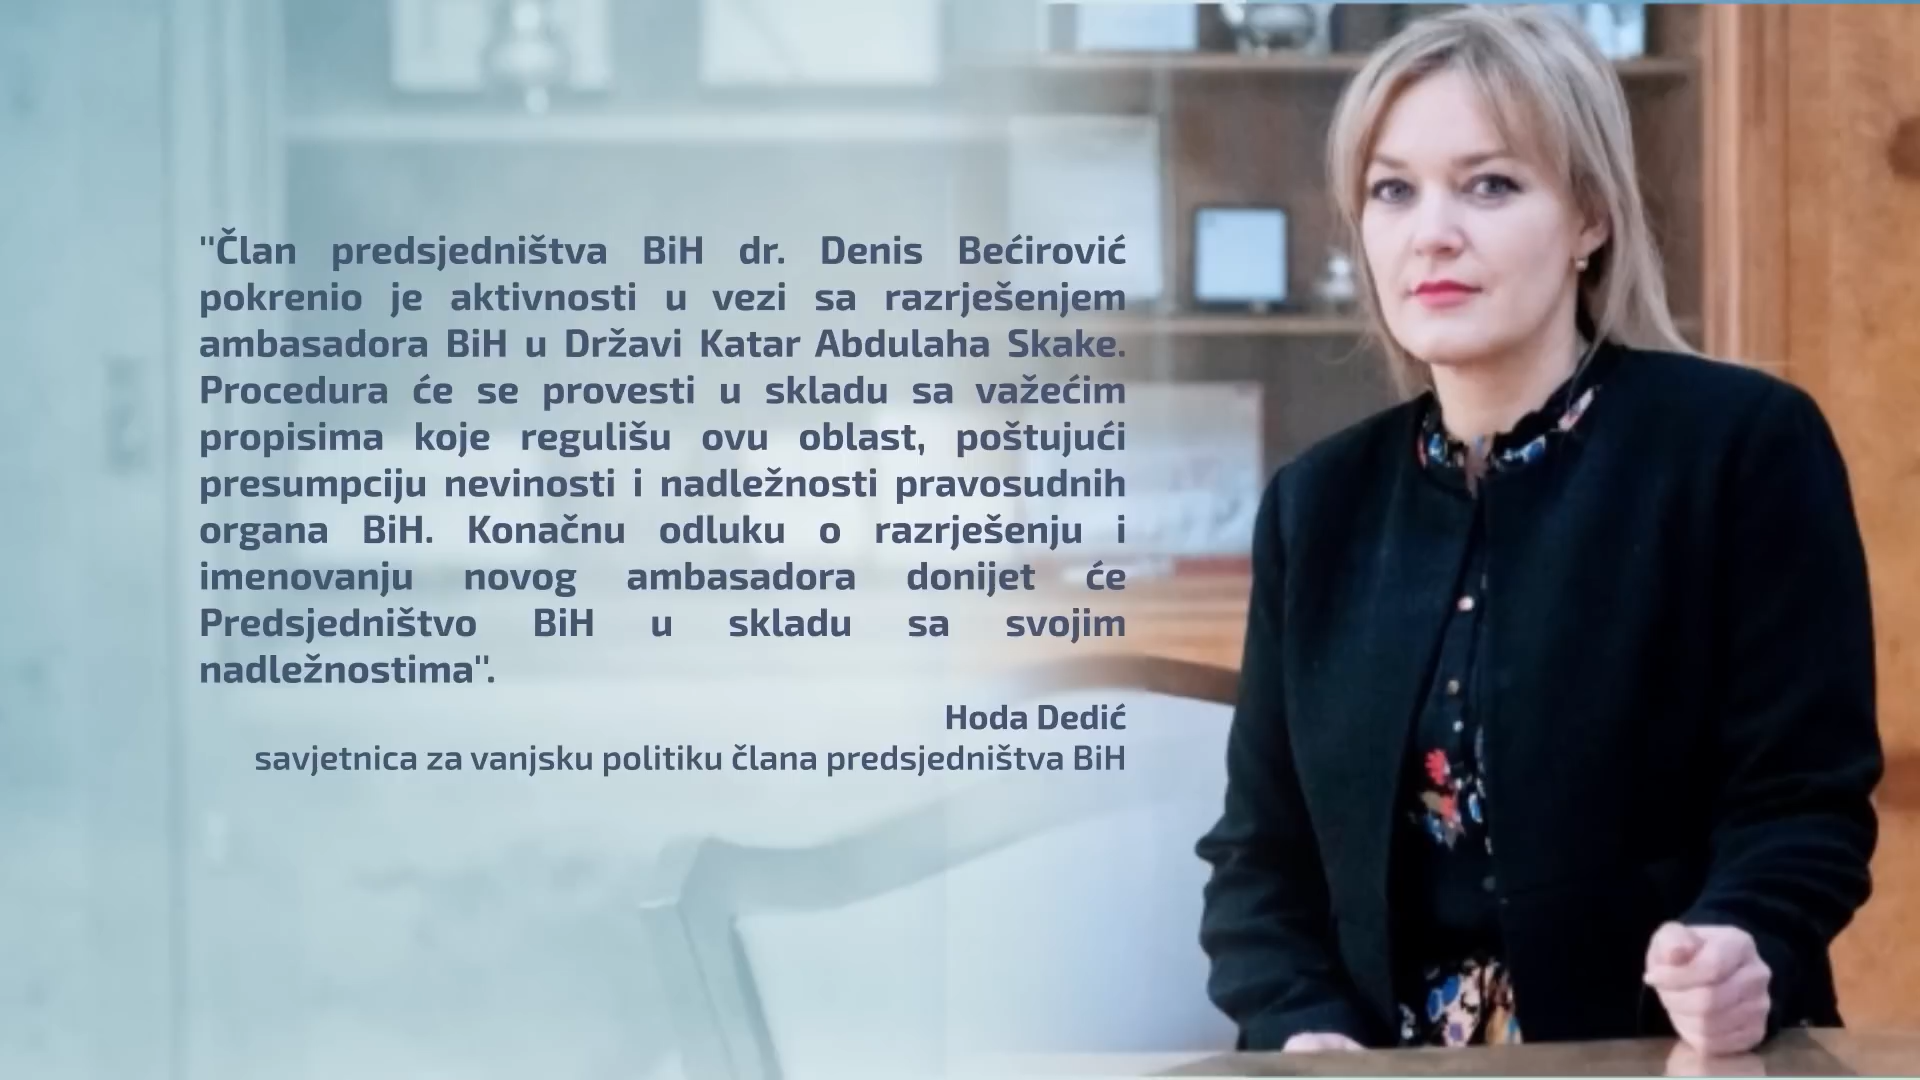 "Član predsjedništva BiH dr. Denis Bećirović
pokrenio je aktivnosti u vezi sa razrješenjem
ambasadora BiH u Državi Katar Abdulaha Skake.
Procedura će se provesti u skladu sa važećim
propisima koje regulišu ovu oblast, poštujući
presumpciju nevinosti i nadležnosti pravosudnih
organa BiH. Konačnu odluku o razrješenju i
imenovanju novog ambasadora donijet će
Predsjedništvo BiH u skladu sa svojim
nadležnostima".
Hoda Dedić
savjetnica za vanjsku politiku člana predsjedništva BiH